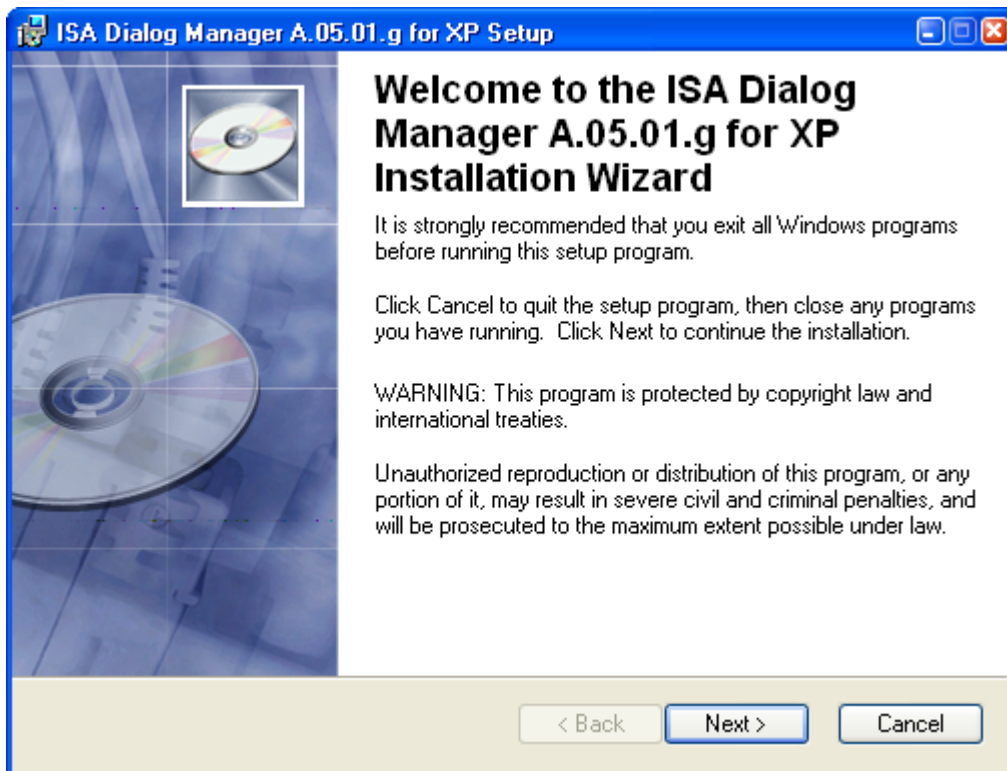 ISA Dialog Manager A.05.01.g for XP Setup
Welcome to the ISA Dialog
Manager A.05.01.g for XP
Installation Wizard
It is strongly recommended that you exit all Windows programs
before running this setup program.
Click Cancel to quit the setup program, then close any programs
you have running.  Click Next to continue the installation.
WARNING: This program is protected by copyright law and
international treaties.
Unauthorized reproduction or distribution of this program, or any
portion of it, may result in severe civil and criminal penalties, and
will be prosecuted to the maximum extent possible under law.
< Back
Next >
Cancel